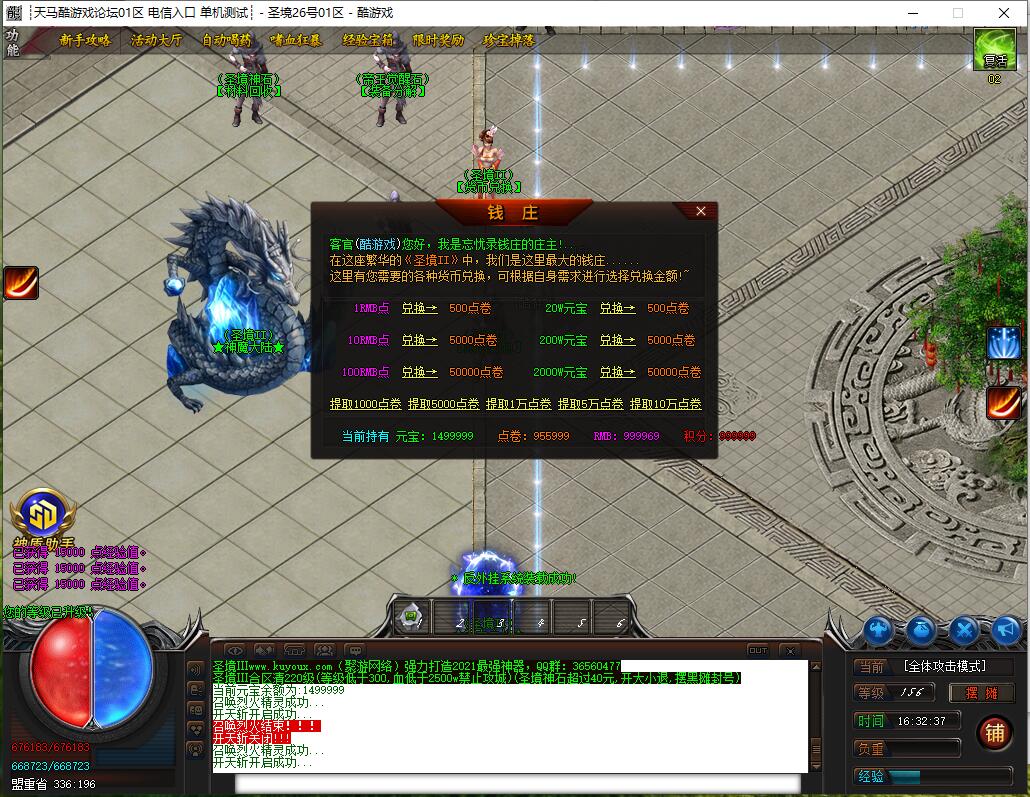 天马酷游戏论坛01区 电信入口 单机测试┊ - 圣境26号01区 - 酷游戏
功能
新手攻略 活动大厅 自动喝药 嗜血狂暴 经验宝箱 限时奖励 珍宝掉落
复活
02
(圣境神石)
【材料回收】
(帝王觉醒石)
【装备分解】
(圣境II)
【货币兑换】
钱 庄
客官(酷游戏)您好，我是忘忧录钱庄的庄主!..
在这座繁华的《圣境II》中，我们是这里最大的钱庄......
这里有您需要的各种货币兑换，可根据自身需求进行选择兑换金额!~
1RMB点 兑换→ 500点卷 20W元宝 兑换→ 500点卷
10RMB点 兑换→ 5000点卷 200W元宝 兑换→ 5000点卷
100RMB点 兑换→ 50000点卷 2000W元宝 兑换→ 50000点卷
提取1000点卷 提取5000点卷 提取1万点卷 提取5万点卷 提取10万点卷
当前持有 元宝：1499999 点卷：955999 RMB：999969 积分：999999
(圣境II)
★神魔大陆★
神盾助手
已获得 15000 点经验值。
已获得 15000 点经验值。
已获得 15000 点经验值。
您的等级已升级!
* 反外挂系统装载成功!
2 3 4 5 6
圣境II
OUT
圣境IIIwww.kuyoux.com（聚游网络）强力打造2021最强神器，QQ群：36560477
圣境III合区清220级(等级低于300,血低于2500w禁止攻城)(圣境神石超过40元,开大小退,摆黑摊封号)
当前元宝余额为:1499999
召唤烈火精灵成功...
开天斩开启成功...
召唤烈火结束！！！！
开天斩关闭!!!
召唤烈火精灵成功...
开天斩开启成功...
676183/676183
668723/668723
盟重省 336:196
当前 [全体攻击模式]
等级 156 摆 摊
时间 16:32:37
负重 铺
经验